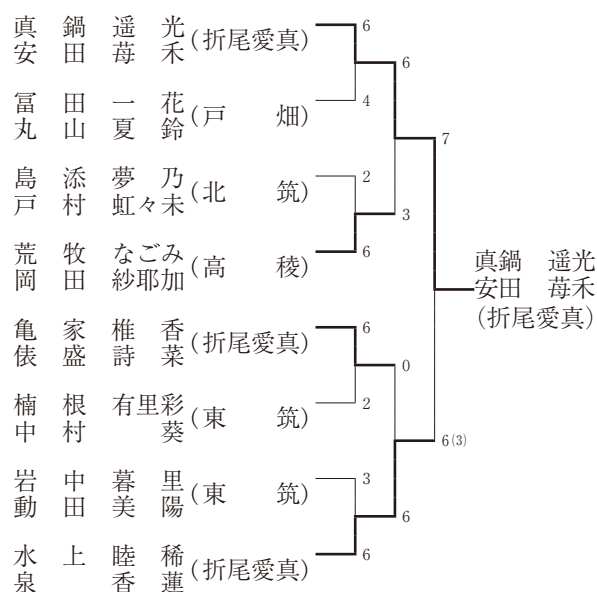 真鍋遥光
安田苺禾
(折尾愛真)
6
冨田一花
丸山夏鈴
(戸畑)
4
6
島添夢乃
戸村虹々未
(北筑)
2
荒牧なごみ
岡田紗耶加
(高稜)
6
3
7
亀家椎香
俵盛詩菜
(折尾愛真)
6
楠根有里彩
中村葵
(東筑)
2
0
岩中暮里
動田美陽
(東筑)
3
水上睦稀
泉香蓮
(折尾愛真)
6
6
6(3)
真鍋 遥光
安田 苺禾
(折尾愛真)